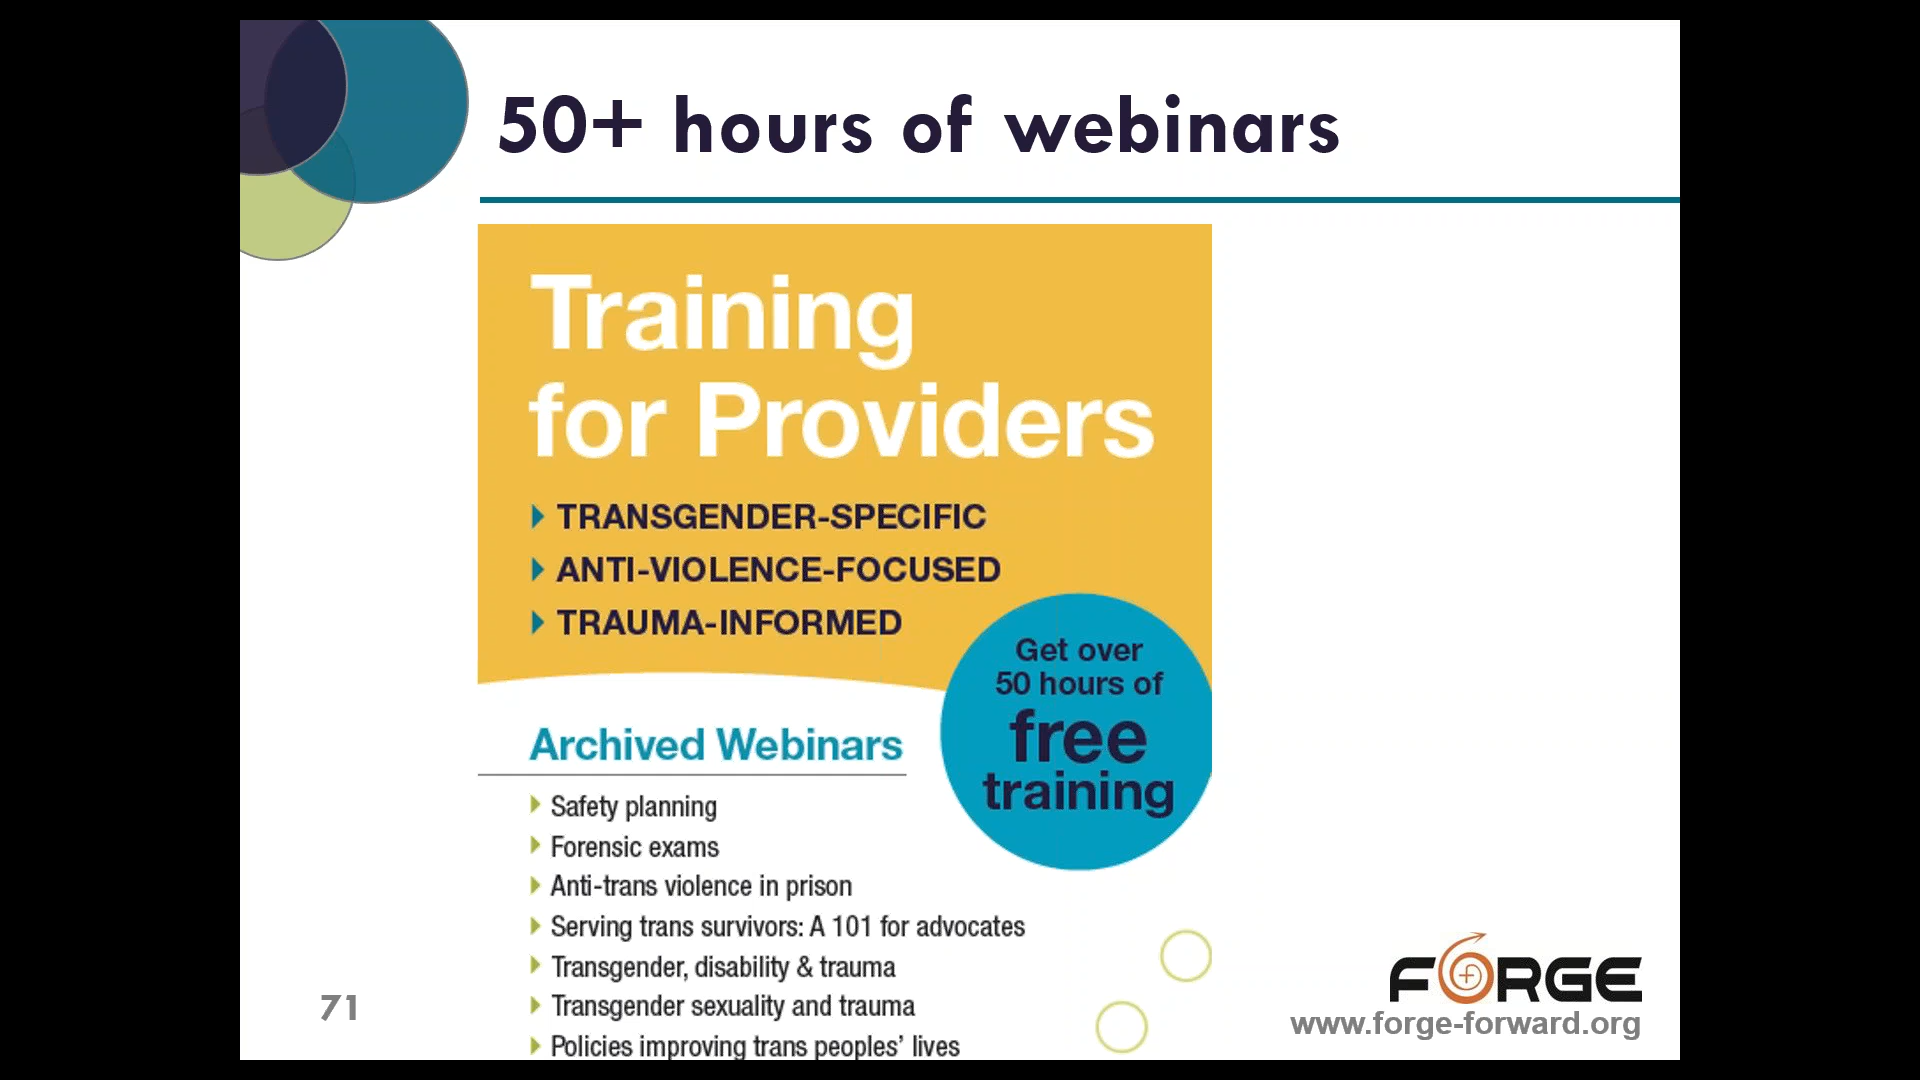 50+ hours of webinars
Training
for Providers
TRANSGENDER-SPECIFIC
ANTI-VIOLENCE-FOCUSED
TRAUMA-INFORMED
Get over
50 hours of
free
training
Archived Webinars
Safety planning
Forensic exams
Anti-trans violence in prison
Serving trans survivors: A 101 for advocates
Transgender, disability & trauma
Transgender sexuality and trauma
Policies improving trans peoples' lives
71
FORGE
www.forge-forward.org